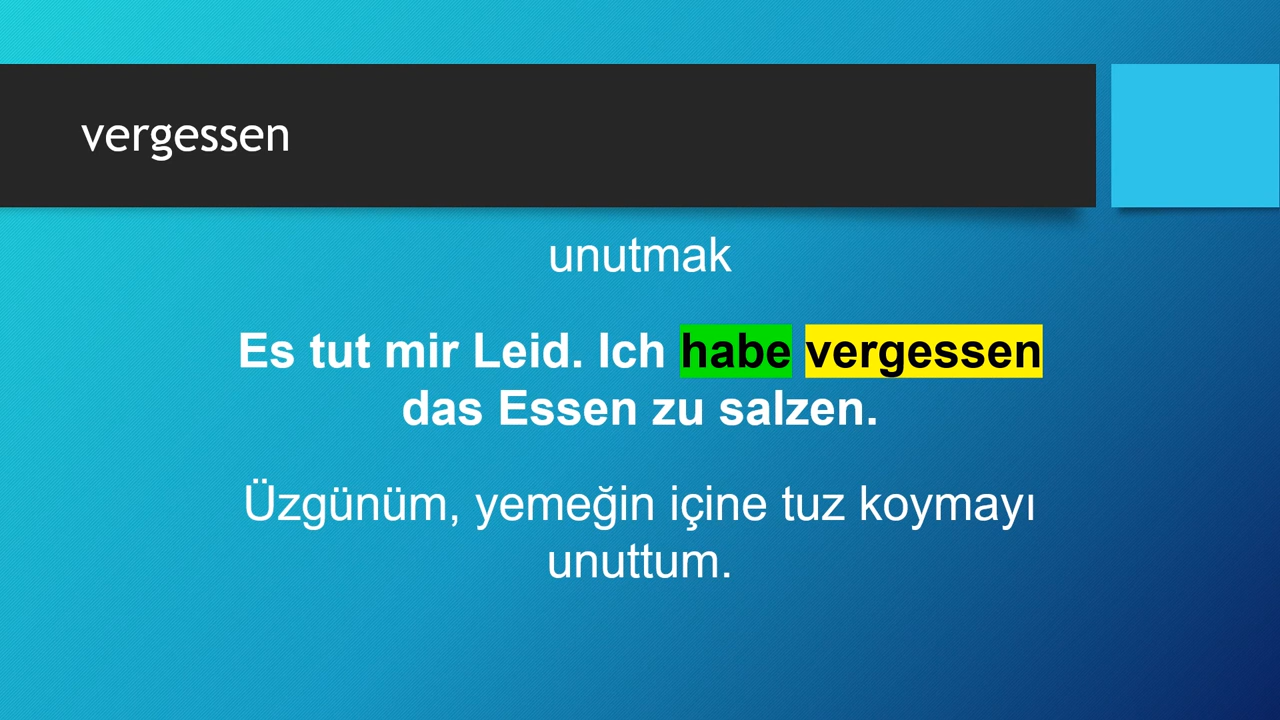 vergessen
unutmak
Es tut mir Leid. Ich habe vergessen
das Essen zu salzen.
Üzgünüm, yemeğin içine tuz koymayı
unuttum.